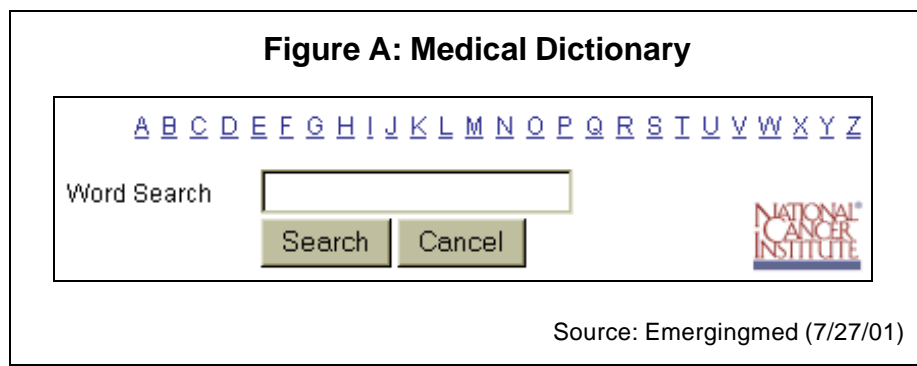 Figure A: Medical Dictionary
A B C D E F G H I J K L M N O P Q R S T U V W X Y Z
Word Search
Search Cancel
NATIONAL®
CANCER
INSTITUTE
Source: Emergingmed (7/27/01)